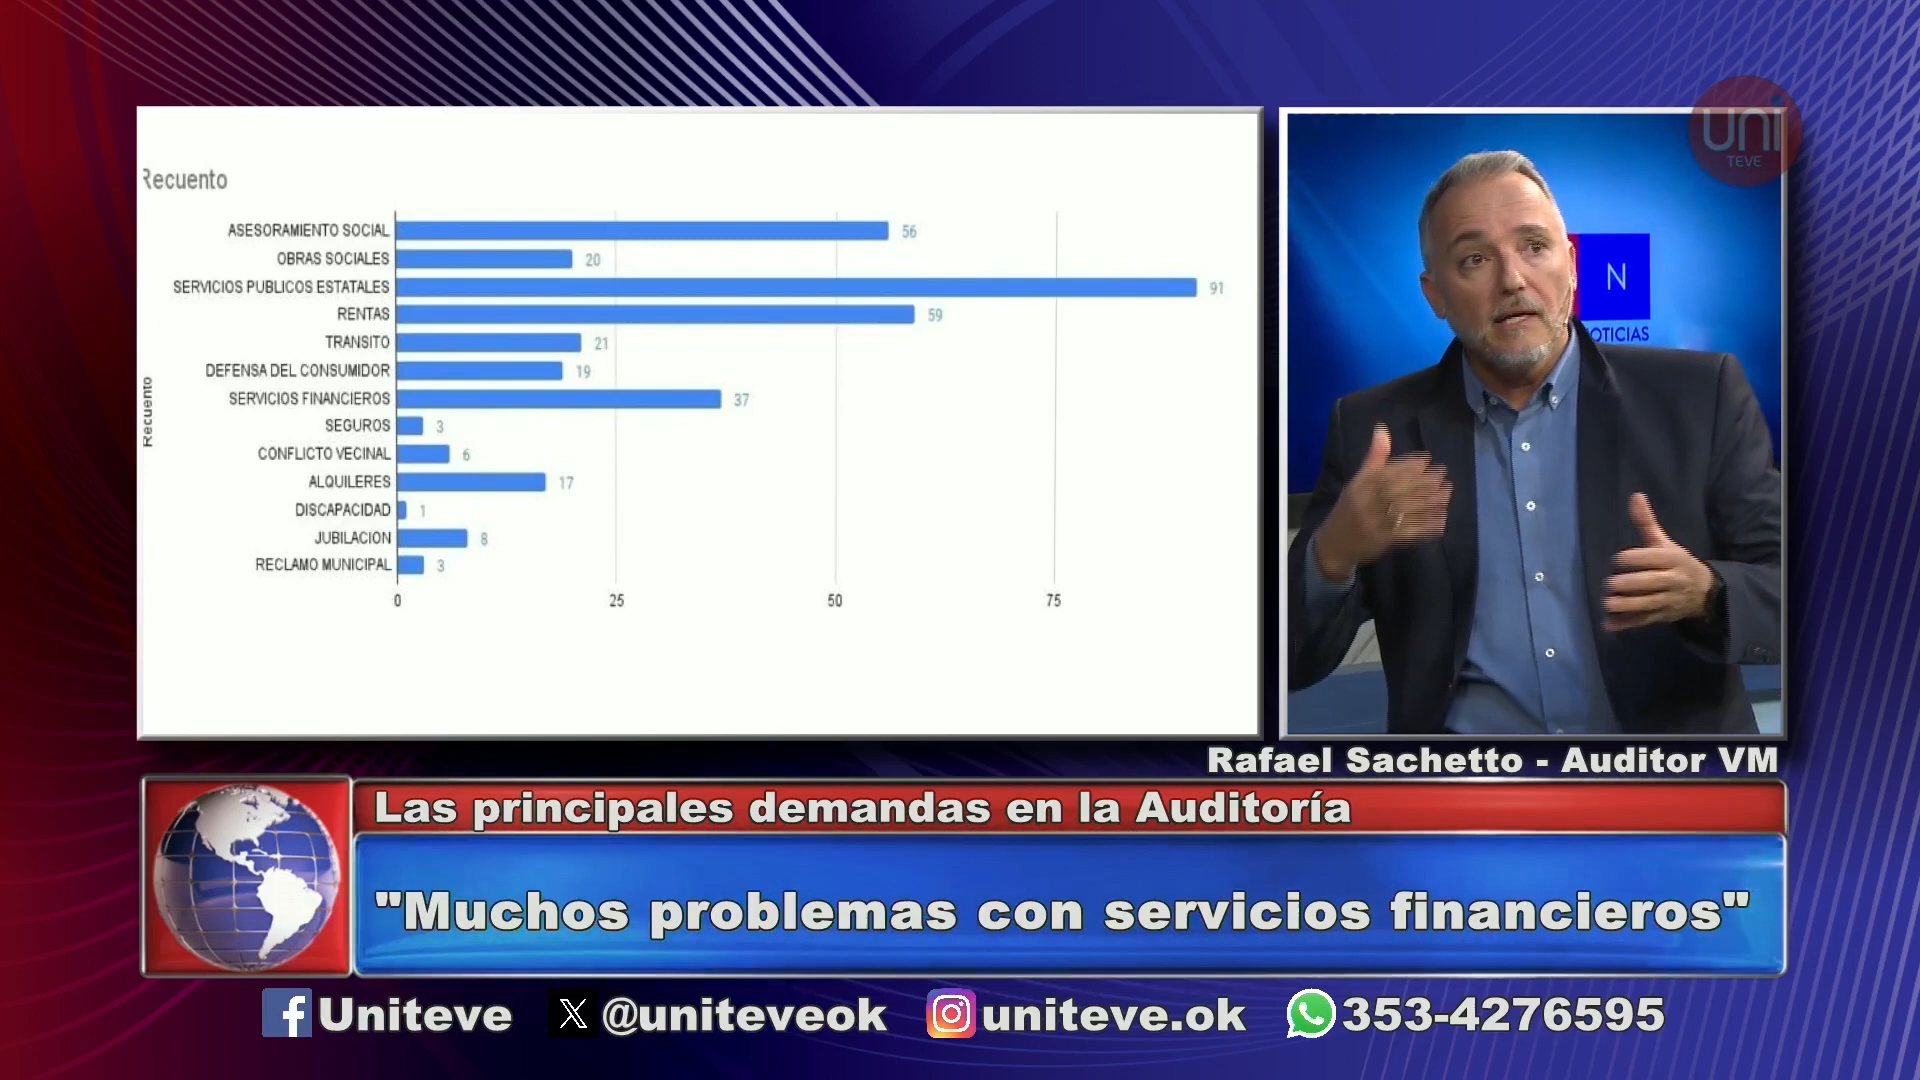 Recuento
ASESORAMIENTO SOCIAL 56
OBRAS SOCIALES 20
SERVICIOS PUBLICOS ESTATALES 91
RENTAS 59
TRANSITO 21
DEFENSA DEL CONSUMIDOR 19
SERVICIOS FINANCIEROS 37
SEGUROS 3
CONFLICTO VECINAL 6
ALQUILERES 17
DISCAPACIDAD 1
JUBILACION 8
RECLAMO MUNICIPAL 3
0 25 50 75
Recuento
uni
TEVE
N
OTICIAS
Rafael Sachetto - Auditor VM
Las principales demandas en la Auditoría
"Muchos problemas con servicios financieros"
Uniteve @uniteveok uniteve.ok 353-4276595